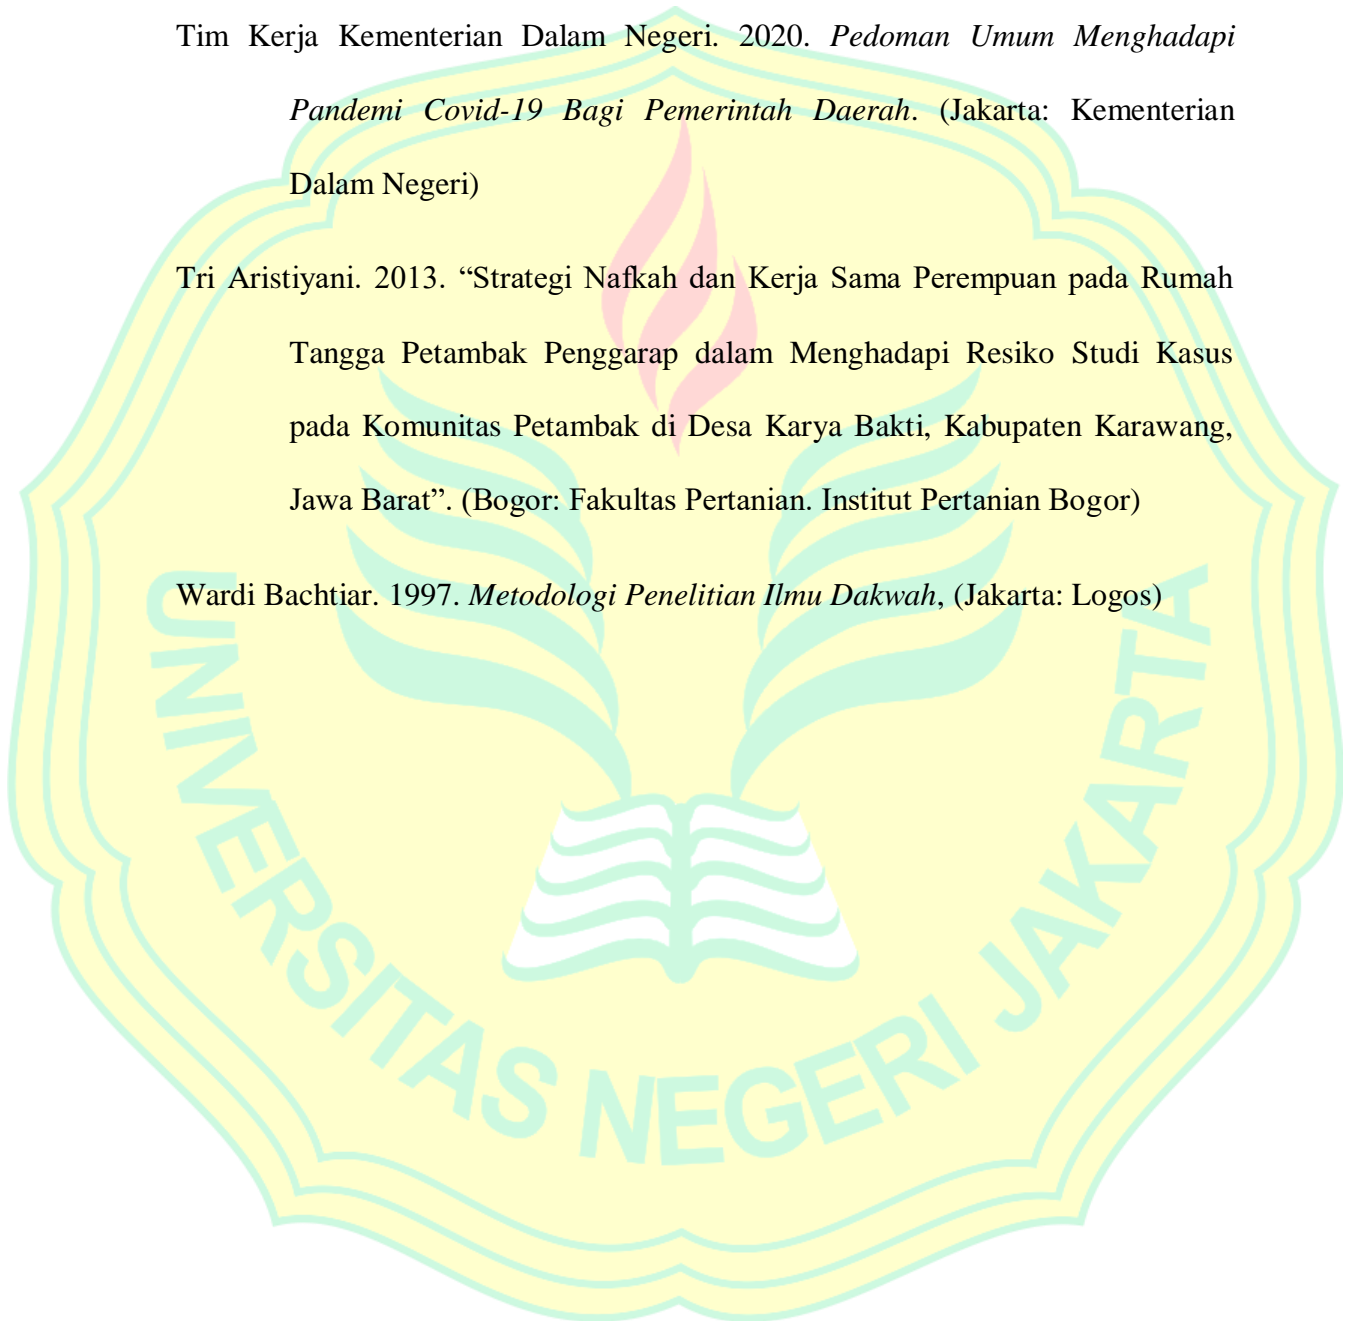 Tim Kerja Kementerian Dalam Negeri. 2020. Pedoman Umum Menghadapi
Pandemi Covid-19 Bagi Pemerintah Daerah. (Jakarta: Kementerian
Dalam Negeri)
Tri Aristiyani. 2013. “Strategi Nafkah dan Kerja Sama Perempuan pada Rumah
Tangga Petambak Penggarap dalam Menghadapi Resiko Studi Kasus
pada Komunitas Petambak di Desa Karya Bakti, Kabupaten Karawang,
Jawa Barat”. (Bogor: Fakultas Pertanian. Institut Pertanian Bogor)
Wardi Bachtiar. 1997. Metodologi Penelitian Ilmu Dakwah, (Jakarta: Logos)
UNIVERSITAS NEGERI JAKARTA